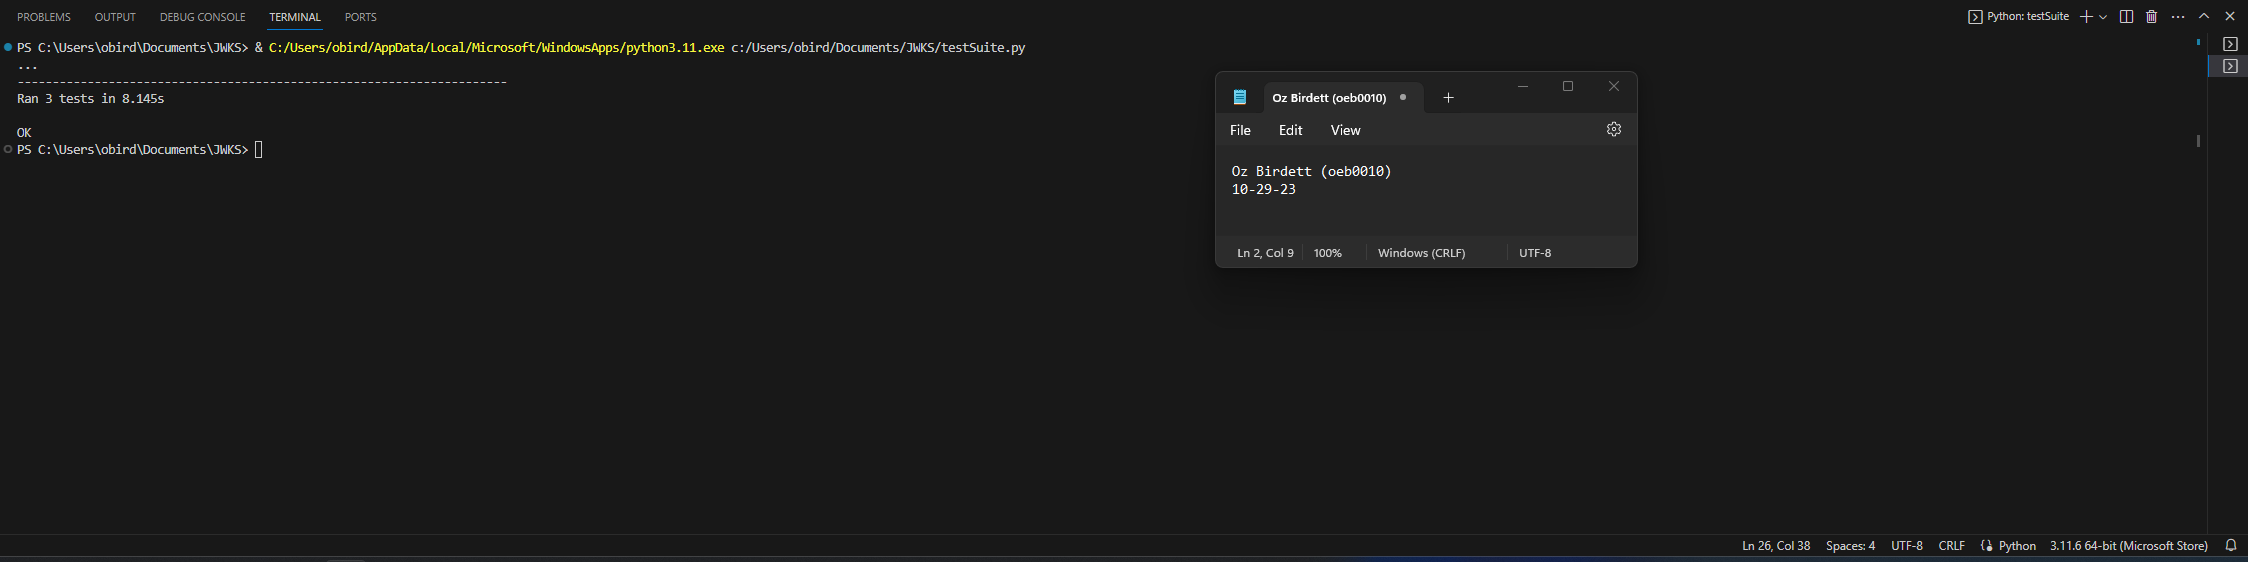 PROBLEMS OUTPUT DEBUG CONSOLE TERMINAL PORTS Python: testSuite
PS C:\Users\obird\Documents\JWKS> & C:/Users/obird/AppData/Local/Microsoft/WindowsApps/python3.11.exe c:/Users/obird/Documents/JWKS/testSuite.py
...
----------------------------------------------------------------------
Ran 3 tests in 8.145s
OK
PS C:\Users\obird\Documents\JWKS>
Oz Birdett (oeb0010)
File Edit View
Oz Birdett (oeb0010)
10-29-23
Ln 2, Col 9 100% Windows (CRLF) UTF-8
Ln 26, Col 38 Spaces: 4 UTF-8 CRLF Python 3.11.6 64-bit (Microsoft Store)